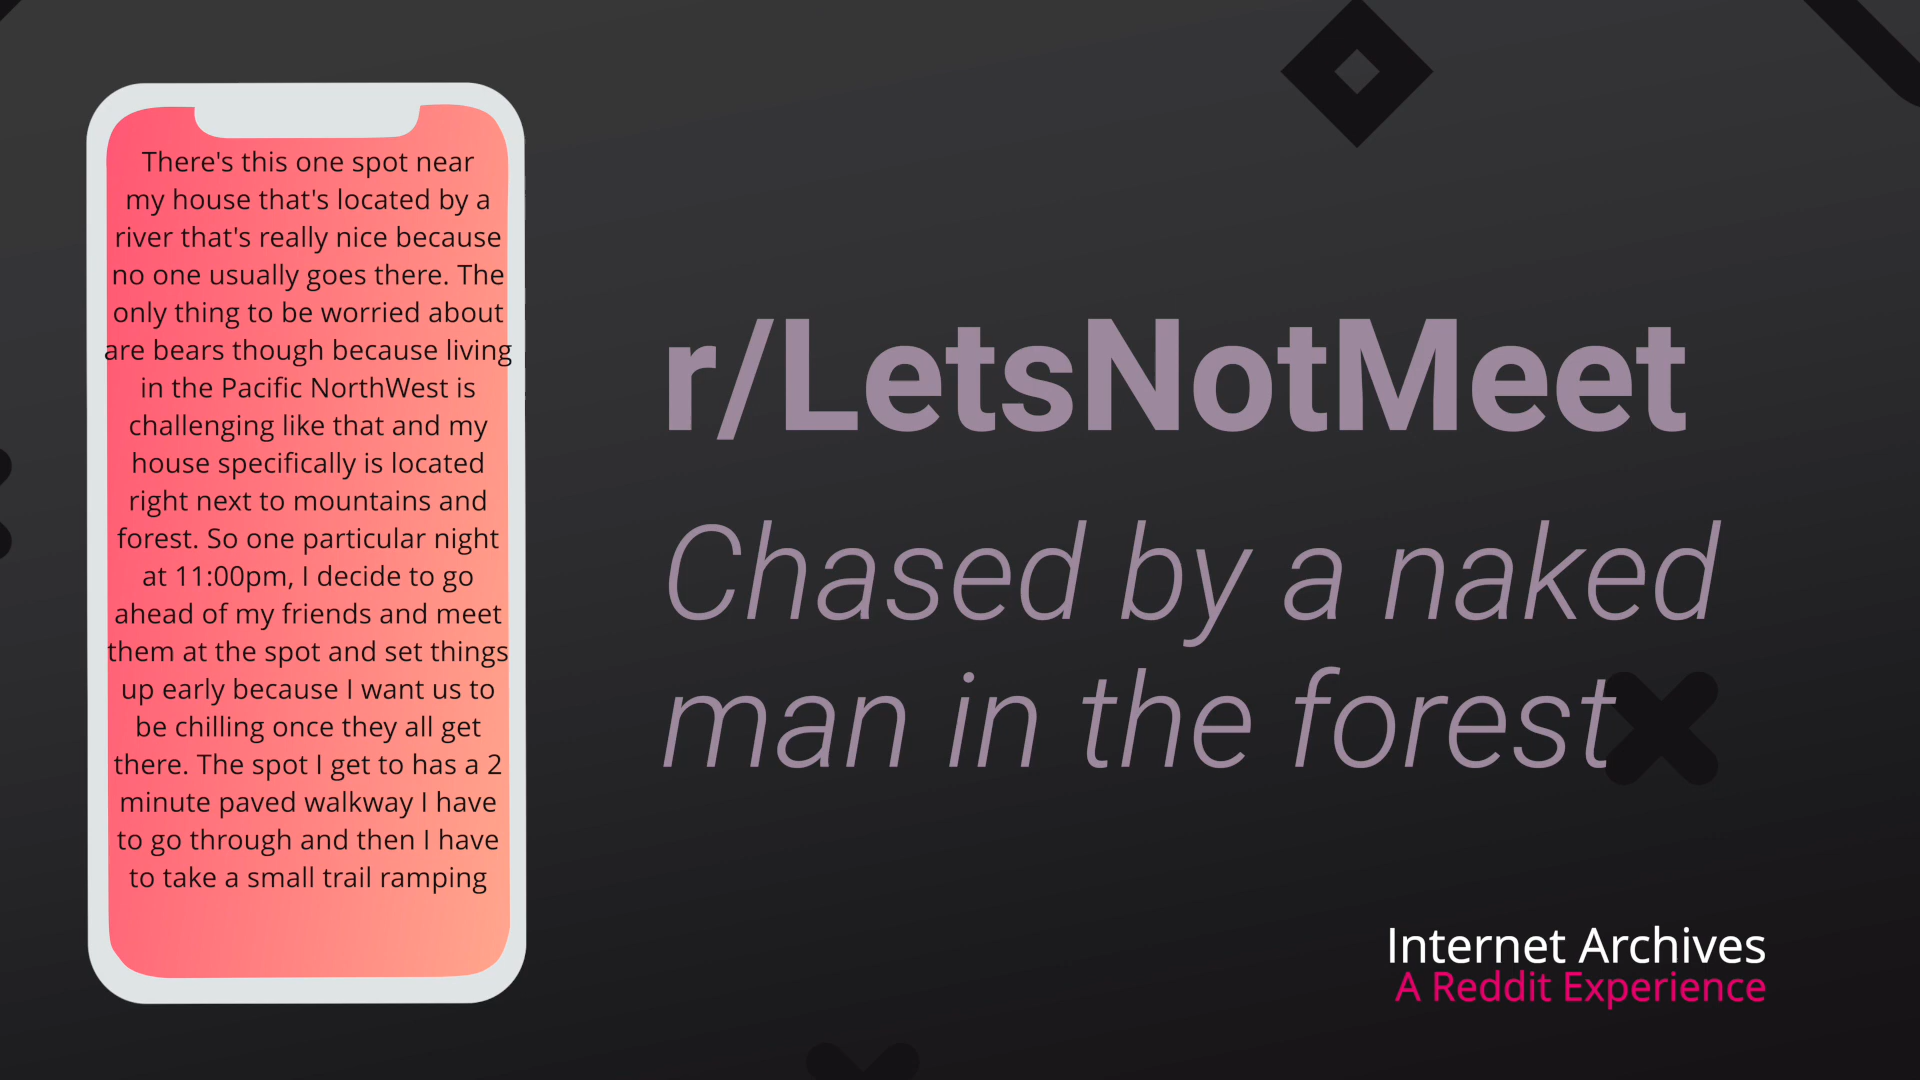 There's this one spot near
my house that's located by a
river that's really nice because
no one usually goes there. The
only thing to be worried about
are bears though because living
in the Pacific NorthWest is
challenging like that and my
house specifically is located
right next to mountains and
forest. So one particular night
at 11:00pm, I decide to go
ahead of my friends and meet
them at the spot and set things
up early because I want us to
be chilling once they all get
there. The spot I get to has a 2
minute paved walkway I have
to go through and then I have
to take a small trail ramping
r/LetsNotMeet
Chased by a naked
man in the forest
Internet Archives
A Reddit Experience